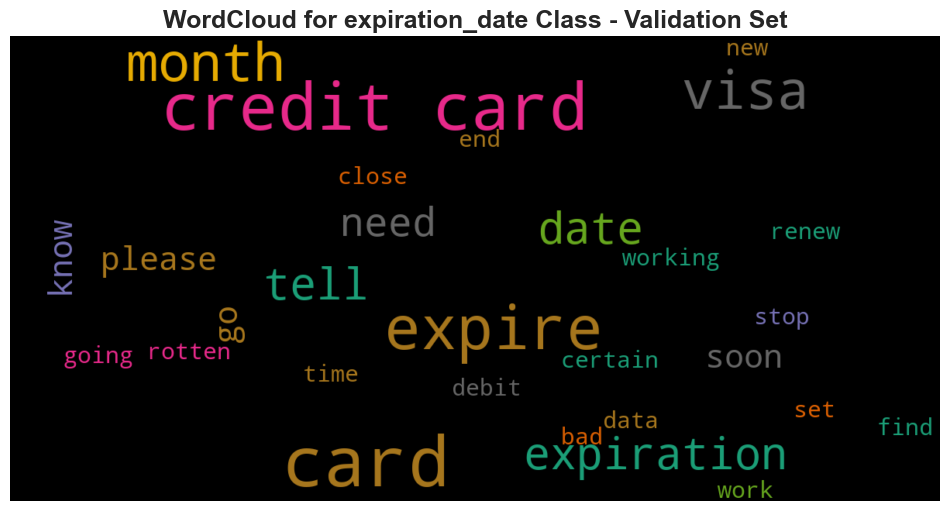 WordCloud for expiration_date Class - Validation Set
month
new
visa
credit card
end
close
need
date
know
please
working
renew
tell
go
expire
stop
going
rotten
certain
soon
time
debit
set
data
find
bad
card
expiration
work